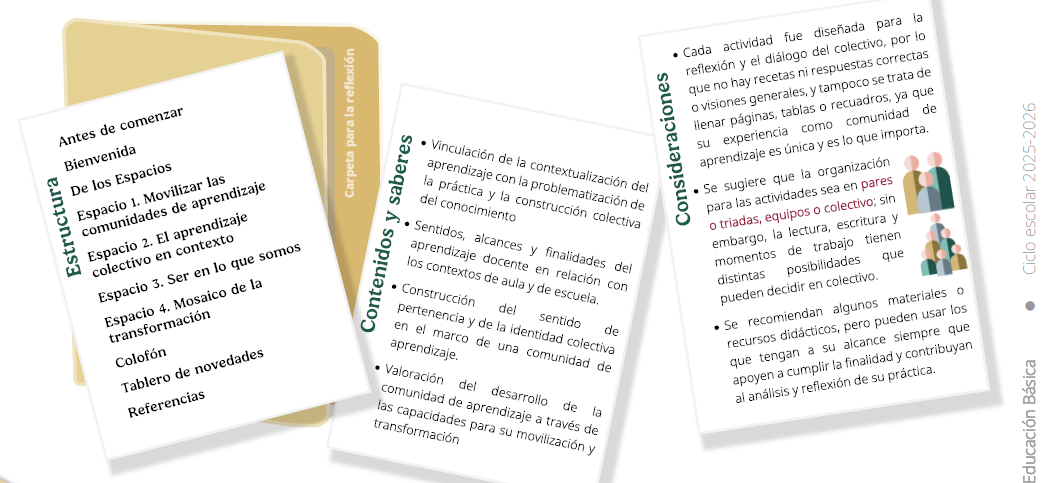 Carpeta para la reflexión
Estructura
Antes de comenzar
Bienvenida
De los Espacios
Espacio 1. Movilizar las
comunidades de aprendizaje
Espacio 2. El aprendizaje
colectivo en contexto
Espacio 3. Ser en lo que somos
Espacio 4. Mosaico de la
transformación
Colofón
Tablero de novedades
Referencias
Contenidos y saberes
• Vinculación de la contextualización del
aprendizaje con la problematización de
la práctica y la construcción colectiva
del conocimiento
• Sentidos, alcances y finalidades del
aprendizaje docente en relación con
los contextos de aula y de escuela.
• Construcción del sentido de
pertenencia y de la identidad colectiva
en el marco de una comunidad de
aprendizaje.
• Valoración del desarrollo de la
comunidad de aprendizaje a través de
las capacidades para su movilización y
transformación
Consideraciones
• Cada actividad fue diseñada para la
reflexión y el diálogo del colectivo, por lo
que no hay recetas ni respuestas correctas
o visiones generales, y tampoco se trata de
llenar páginas, tablas o recuadros, ya que
su experiencia como comunidad de
aprendizaje es única y es lo que importa.
• Se sugiere que la organización
para las actividades sea en pares
o triadas, equipos o colectivo; sin
embargo, la lectura, escritura y
momentos de trabajo tienen
distintas posibilidades que
pueden decidir en colectivo.
• Se recomiendan algunos materiales o
recursos didácticos, pero pueden usar los
que tengan a su alcance siempre que
apoyen a cumplir la finalidad y contribuyan
al análisis y reflexión de su práctica.
Educación Básica ● Ciclo escolar 2025-2026